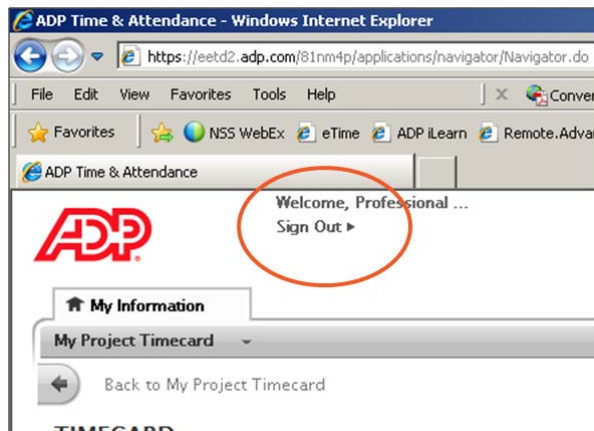 ADP Time & Attendance - Windows Internet Explorer
https://eetd2.adp.com/81nm4p/applications/navigator/Navigator.do
File Edit View Favorites Tools Help Conver
Favorites NSS WebEx eTime ADP iLearn Remote.Adva
ADP Time & Attendance
Welcome, Professional ...
Sign Out
ADP
My Information
My Project Timecard
Back to My Project Timecard
TIMECARD